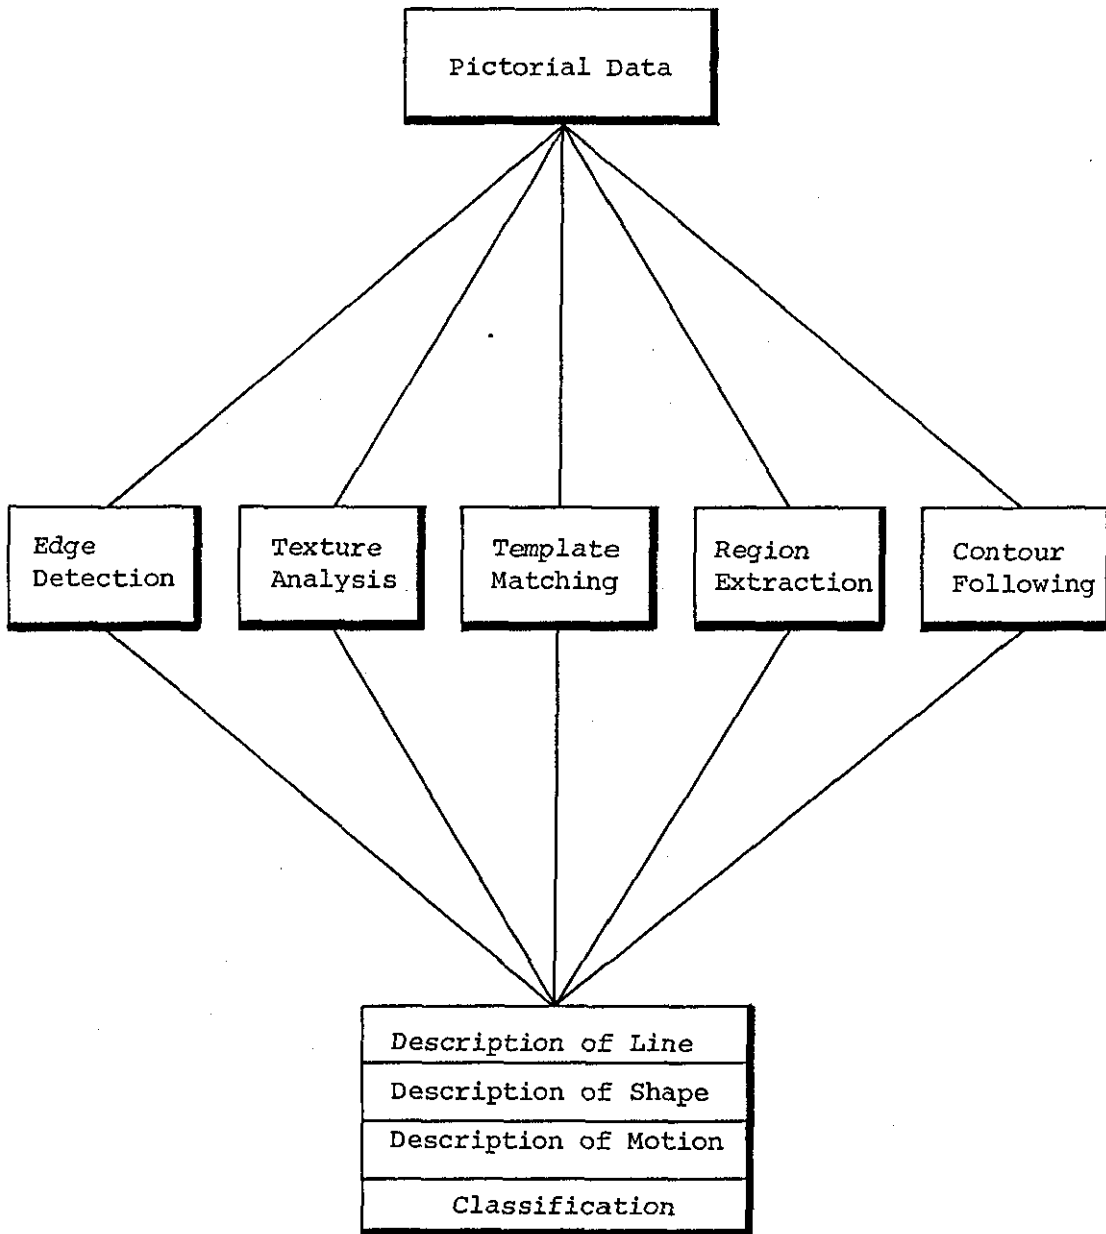 Pictorial Data
Edge
Detection
Texture
Analysis
Template
Matching
Region
Extraction
Contour
Following
Description of Line
Description of Shape
Description of Motion
Classification